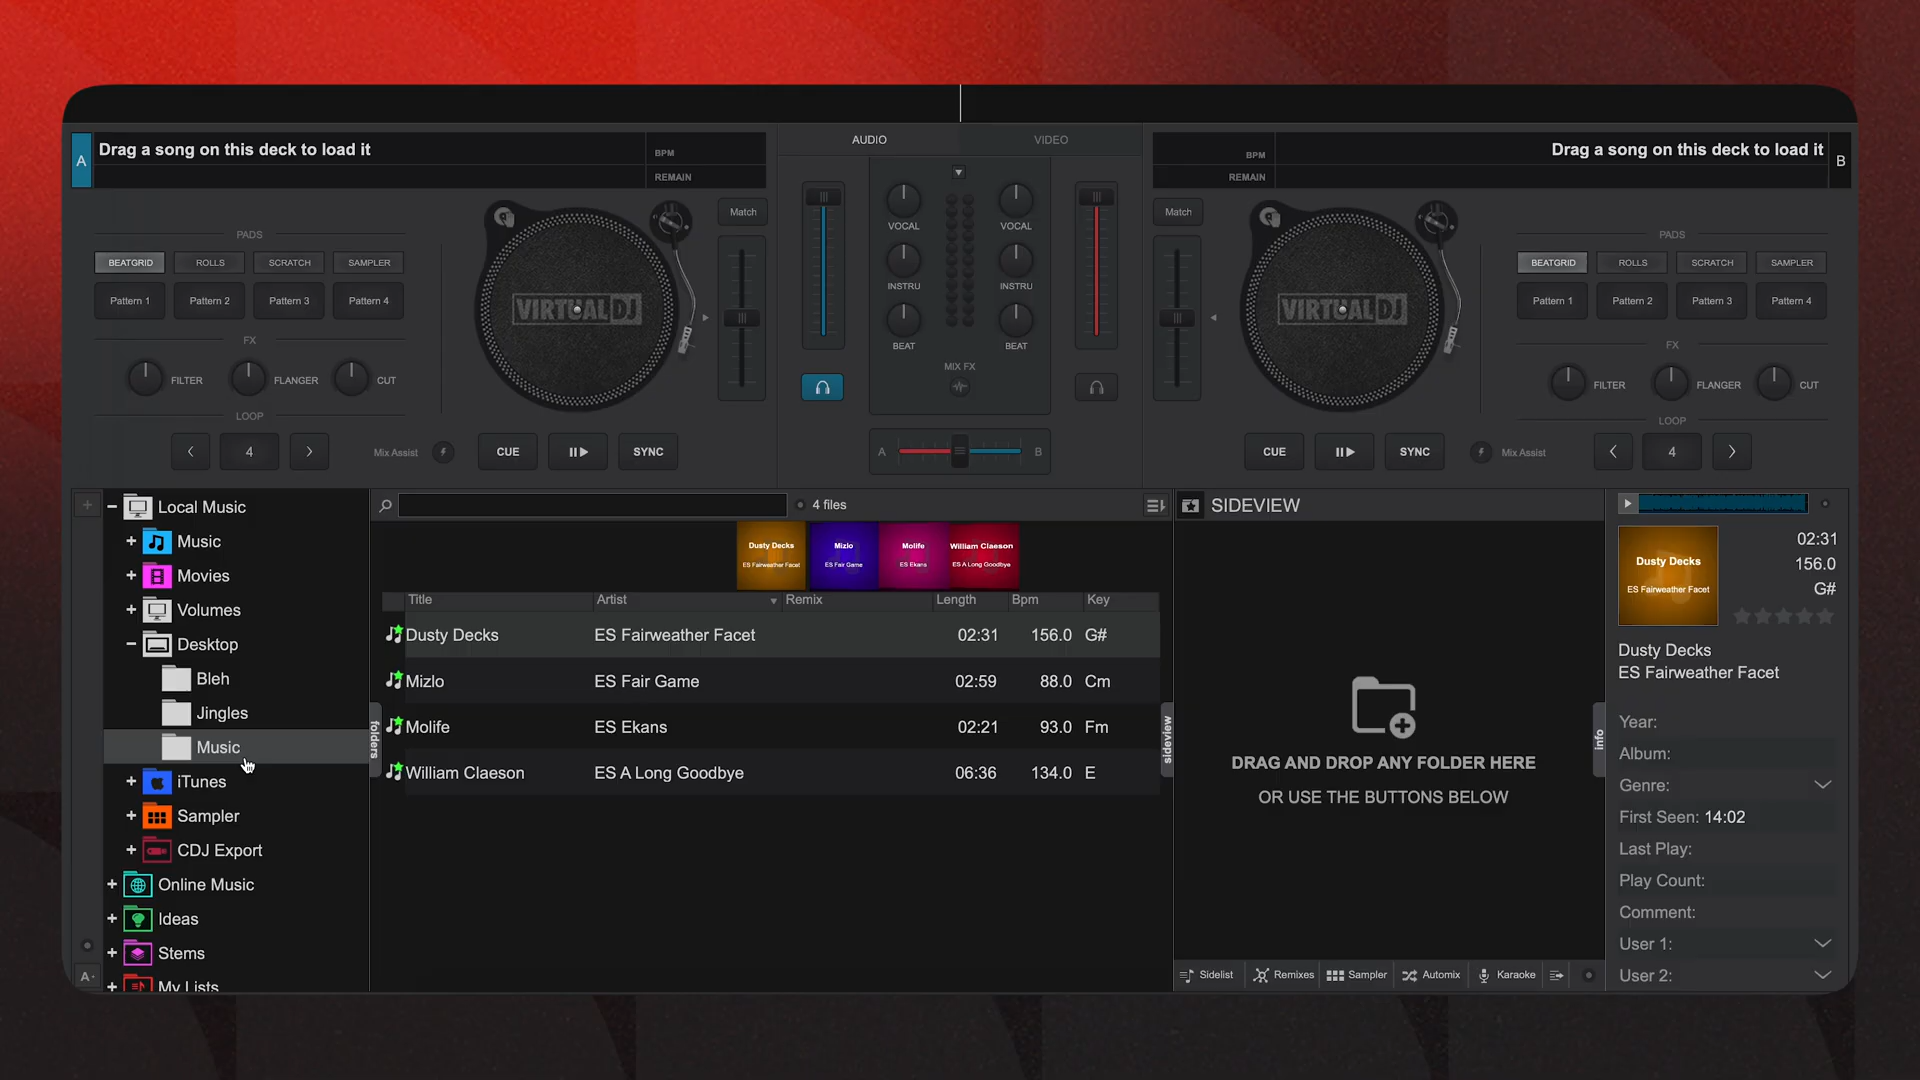 AUDIO
VIDEO
A
Drag a song on this deck to load it
BPM
REMAIN
BPM
REMAIN
Drag a song on this deck to load it
B
Match
Match
PADS
BEATGRID
ROLLS
SCRATCH
SAMPLER
Pattern 1
Pattern 2
Pattern 3
Pattern 4
FX
FILTER
FLANGER
CUT
LOOP
4
Mix Assist
CUE
SYNC
VIRTUAL DJ
VOCAL
VOCAL
INSTRU
INSTRU
BEAT
BEAT
MIX FX
A
B
VIRTUAL DJ
PADS
BEATGRID
ROLLS
SCRATCH
SAMPLER
Pattern 1
Pattern 2
Pattern 3
Pattern 4
FX
FILTER
FLANGER
CUT
LOOP
CUE
SYNC
Mix Assist
4
Local Music
Music
Movies
Volumes
Desktop
Bleh
Jingles
Music
iTunes
Sampler
CDJ Export
Online Music
Ideas
Stems
My Lists
A
folders
4 files
Dusty Decks
ES Fairweather Facet
Mizlo
ES Fair Game
Molife
ES Ekans
William Claeson
ES A Long Goodbye
Title Artist Remix Length Bpm Key
Dusty Decks ES Fairweather Facet 02:31 156.0 G#
Mizlo ES Fair Game 02:59 88.0 Cm
Molife ES Ekans 02:21 93.0 Fm
William Claeson ES A Long Goodbye 06:36 134.0 E
sideview
SIDEVIEW
DRAG AND DROP ANY FOLDER HERE
OR USE THE BUTTONS BELOW
Sidelist
Remixes
Sampler
Automix
Karaoke
info
Dusty Decks
ES Fairweather Facet
02:31
156.0
G#
Dusty Decks
ES Fairweather Facet
Year:
Album:
Genre:
First Seen: 14:02
Last Play:
Play Count:
Comment:
User 1:
User 2: